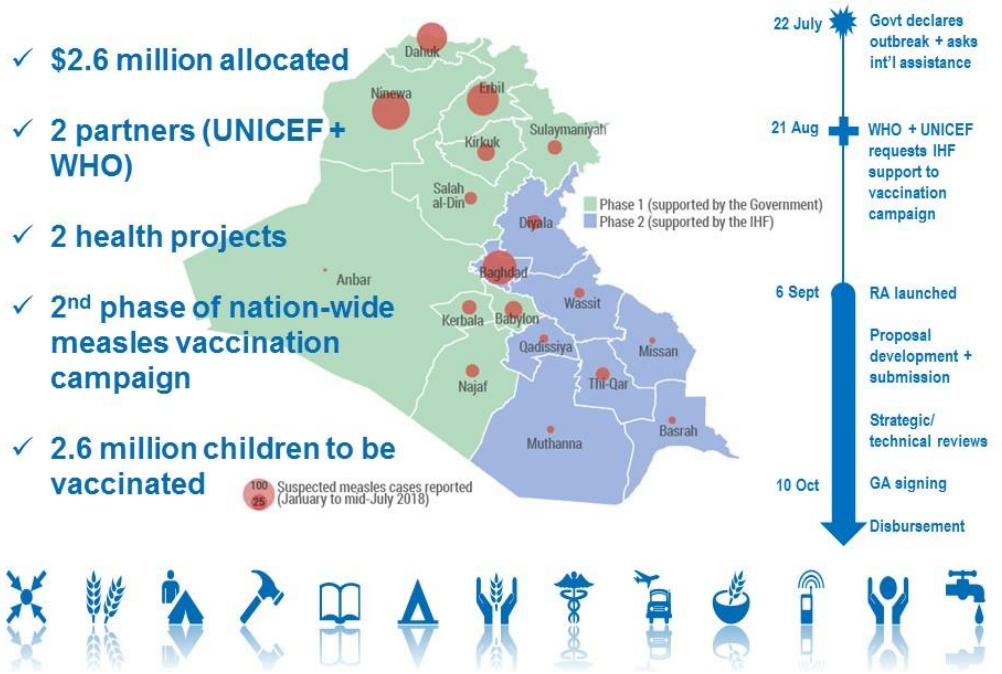 ✓ $2.6 million allocated
✓ 2 partners (UNICEF +
WHO)
✓ 2 health projects
✓ 2nd phase of nation-wide
measles vaccination
campaign
✓ 2.6 million children to be
vaccinated
Dahuk
Ninewa
Erbil
Sulaymaniyah
Kirkuk
Salah
al-Din
Diyala
Anbar
Baghdad
Wassit
Kerbala
Babylon
Qadissiya
Missan
Najaf
Thi-Qar
Muthanna
Basrah
Phase 1 (supported by the Government)
Phase 2 (supported by the IHF)
100
25
Suspected measles cases reported
(January to mid-July 2018)
22 July
Govt declares
outbreak + asks
int'l assistance
21 Aug
WHO + UNICEF
requests IHF
support to
vaccination
campaign
6 Sept
RA launched
Proposal
development +
submission
Strategic/
technical reviews
10 Oct
GA signing
Disbursement